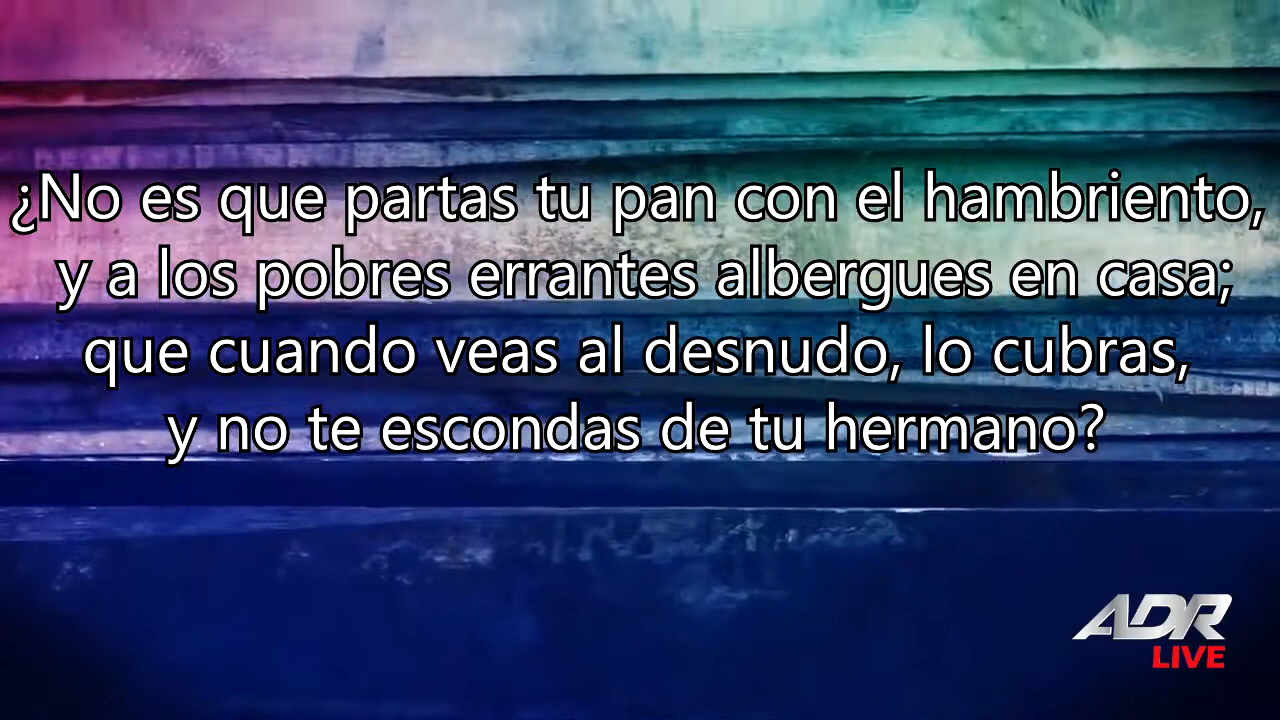 ¿No es que partas tu pan con el hambriento,
y a los pobres errantes albergues en casa;
que cuando veas al desnudo, lo cubras,
y no te escondas de tu hermano?
ADR
LIVE